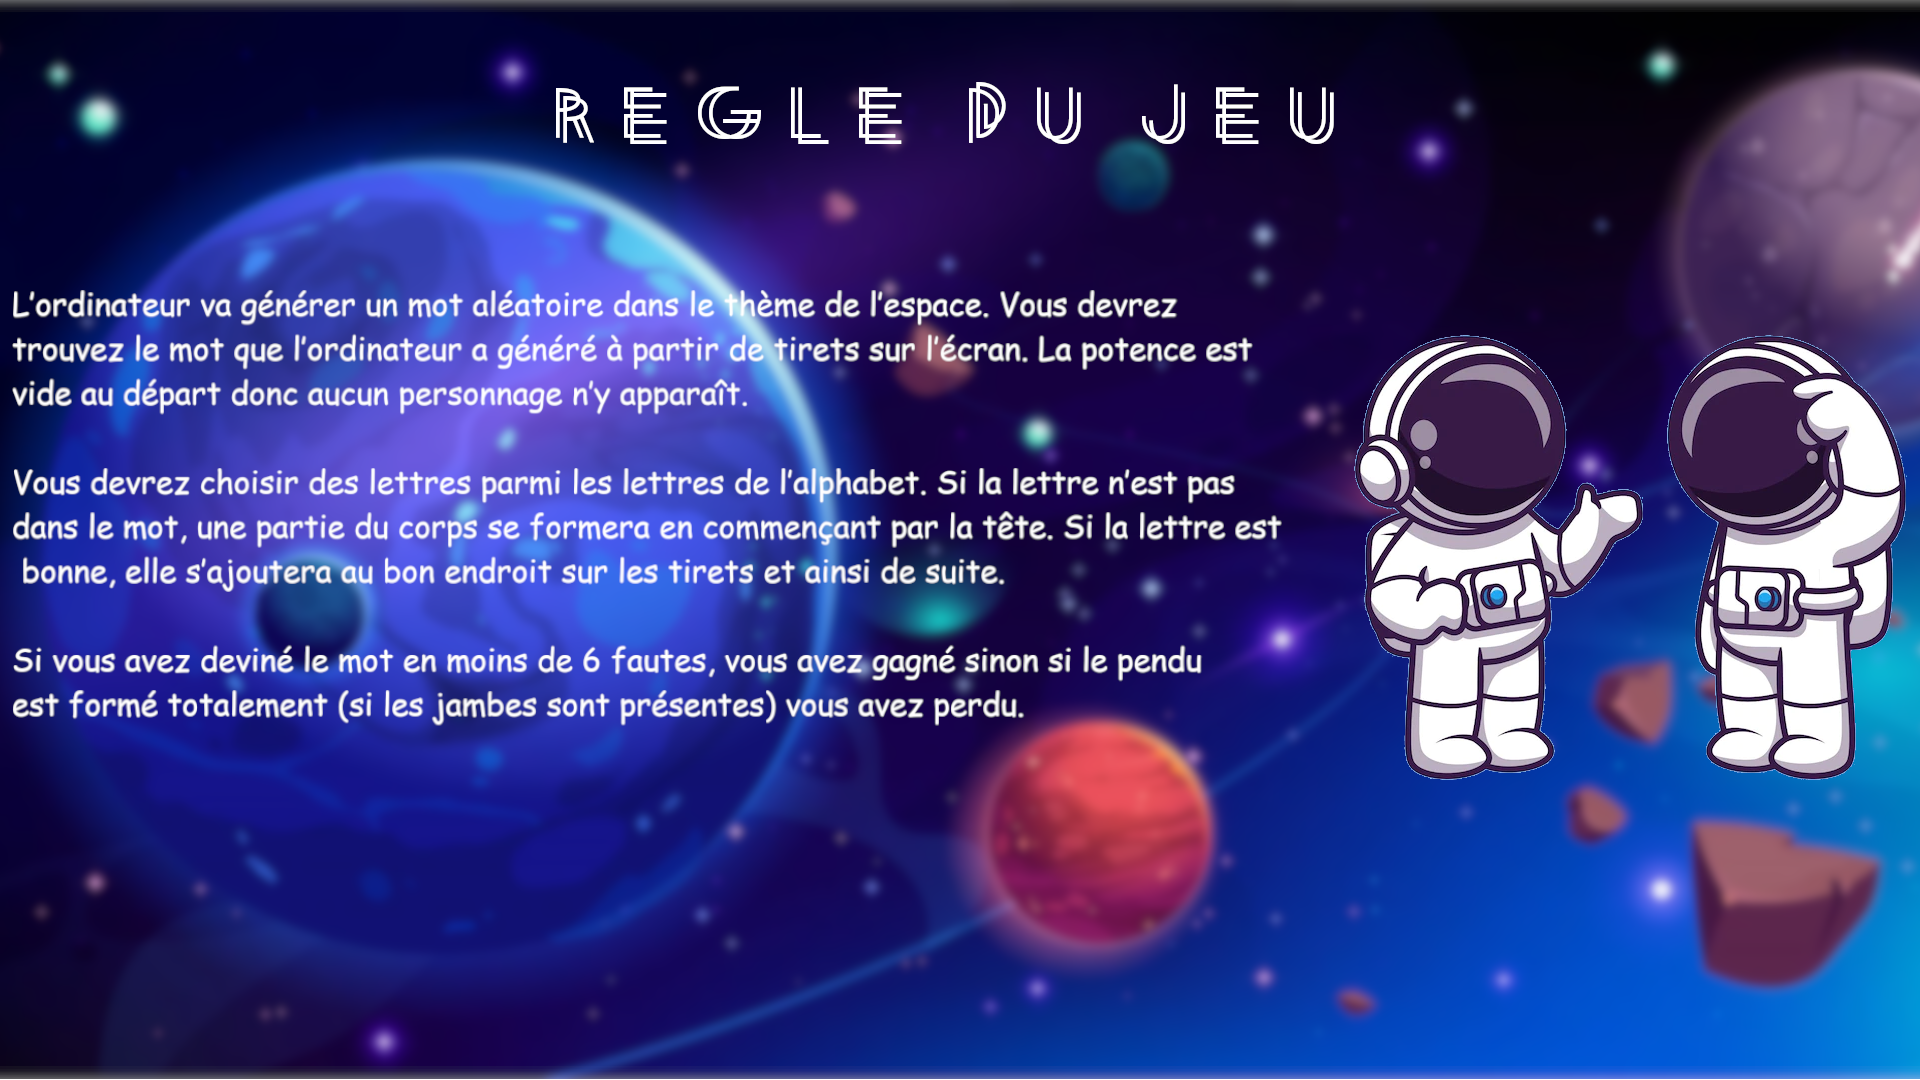 REGLE DU JEU
L'ordinateur va générer un mot aléatoire dans le thème de l'espace. Vous devrez
trouvez le mot que l'ordinateur a généré à partir de tirets sur l'écran. La potence est
vide au départ donc aucun personnage n'y apparaît.
Vous devrez choisir des lettres parmi les lettres de l'alphabet. Si la lettre n'est pas
dans le mot, une partie du corps se formera en commençant par la tête. Si la lettre est
bonne, elle s'ajoutera au bon endroit sur les tirets et ainsi de suite.
Si vous avez deviné le mot en moins de 6 fautes, vous avez gagné sinon si le pendu
est formé totalement (si les jambes sont présentes) vous avez perdu.